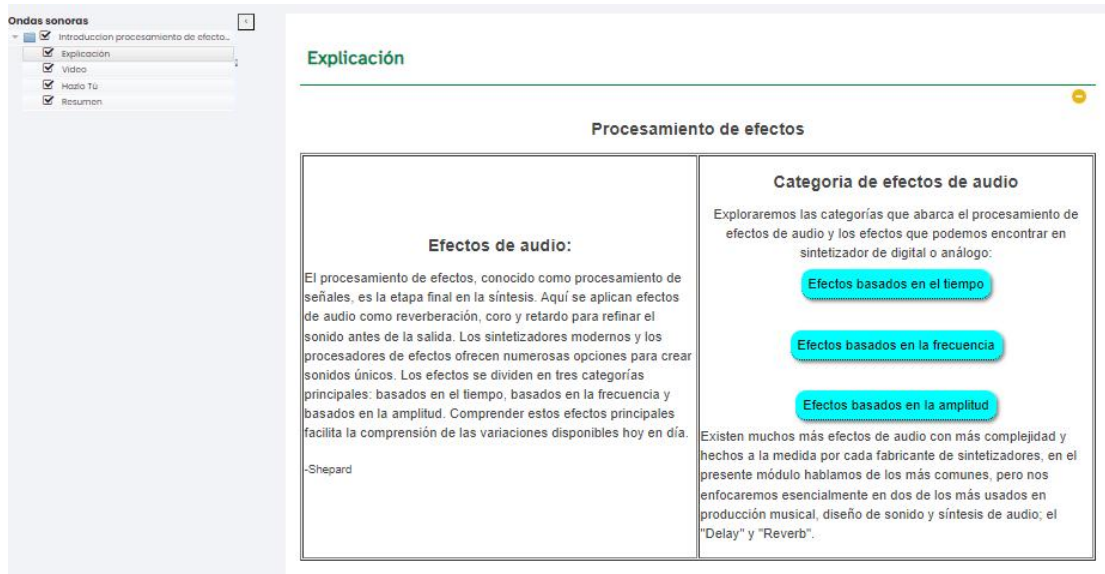 Ondas sonoras
Introduccion procesamiento de efecto...
Explicación
Video
Hazlo Tú
Resumen
Explicación
Procesamiento de efectos
Efectos de audio:
El procesamiento de efectos, conocido como procesamiento de
señales, es la etapa final en la síntesis. Aquí se aplican efectos
de audio como reverberación, coro y retardo para refinar el
sonido antes de la salida. Los sintetizadores modernos y los
procesadores de efectos ofrecen numerosas opciones para crear
sonidos únicos. Los efectos se dividen en tres categorías
principales: basados en el tiempo, basados en la frecuencia y
basados en la amplitud. Comprender estos efectos principales
facilita la comprensión de las variaciones disponibles hoy en día.
-Shepard
Categoria de efectos de audio
Exploraremos las categorías que abarca el procesamiento de
efectos de audio y los efectos que podemos encontrar en
sintetizador de digital o análogo:
Efectos basados en el tiempo
Efectos basados en la frecuencia
Efectos basados en la amplitud
Existen muchos más efectos de audio con más complejidad y
hechos a la medida por cada fabricante de sintetizadores, en el
presente módulo hablamos de los más comunes, pero nos
enfocaremos esencialmente en dos de los más usados en
producción musical, diseño de sonido y síntesis de audio; el
"Delay" y "Reverb".